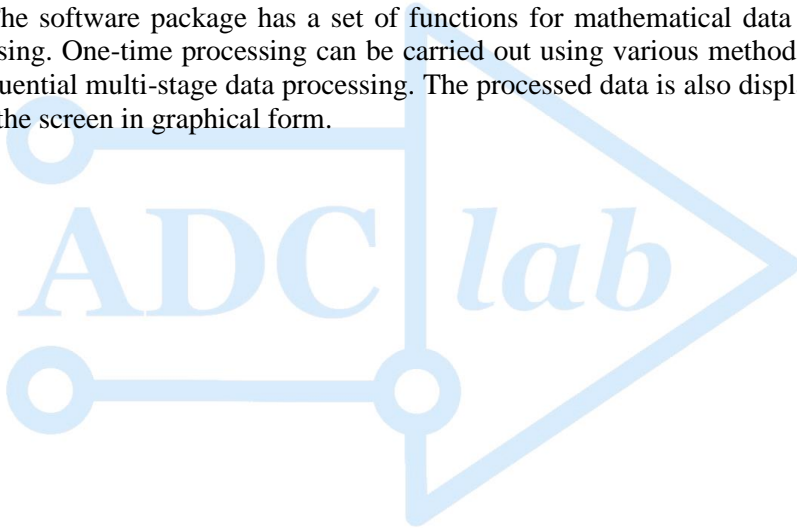 he software package has a set of functions for mathematical data
sing. One-time processing can be carried out using various method
uential multi-stage data processing. The processed data is also displ
the screen in graphical form.
ADC lab